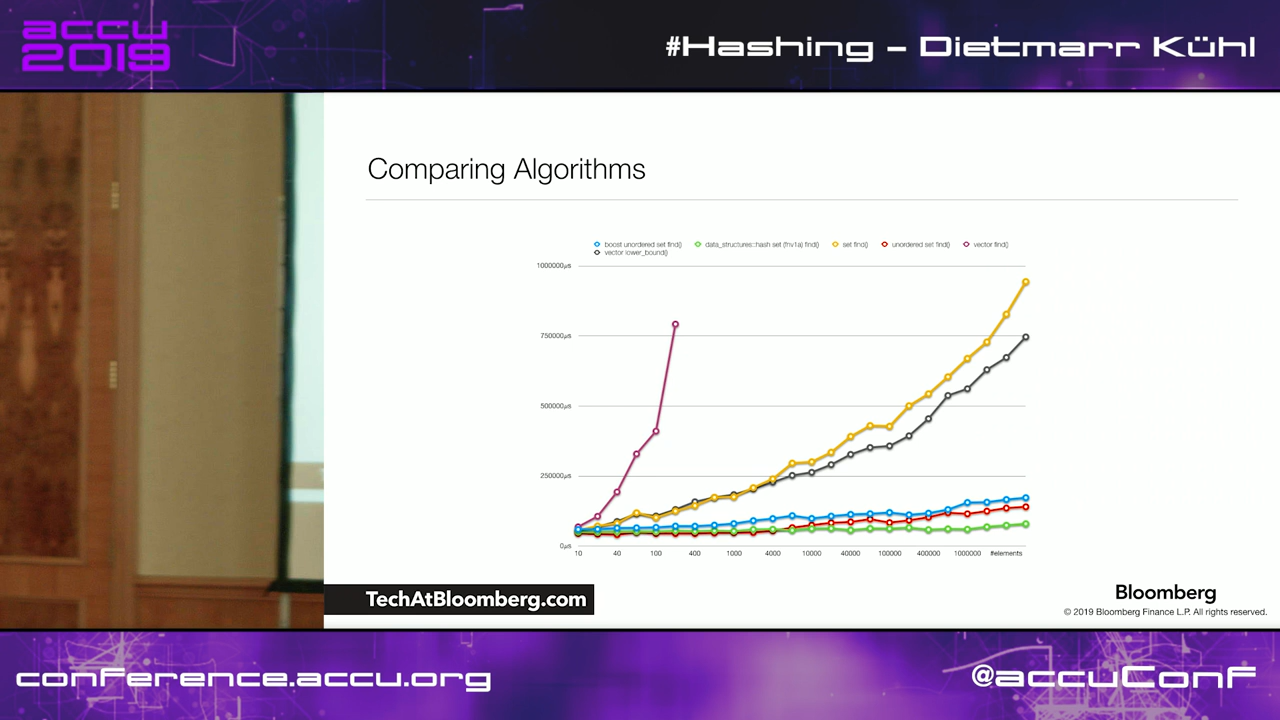 accu
2019
#Hashing – Dietmarr Kühl
Comparing Algorithms
boost unordered set find() data_structures::hash set (fnv1a) find() set find() unordered set find() vector find()
vector lower_bound()
1000000µs
750000µs
500000µs
250000µs
0µs
10 40 100 400 1000 4000 10000 40000 100000 400000 1000000 #elements
TechAtBloomberg.com
Bloomberg
© 2019 Bloomberg Finance L.P. All rights reserved.
conference.accu.org
@accuConf